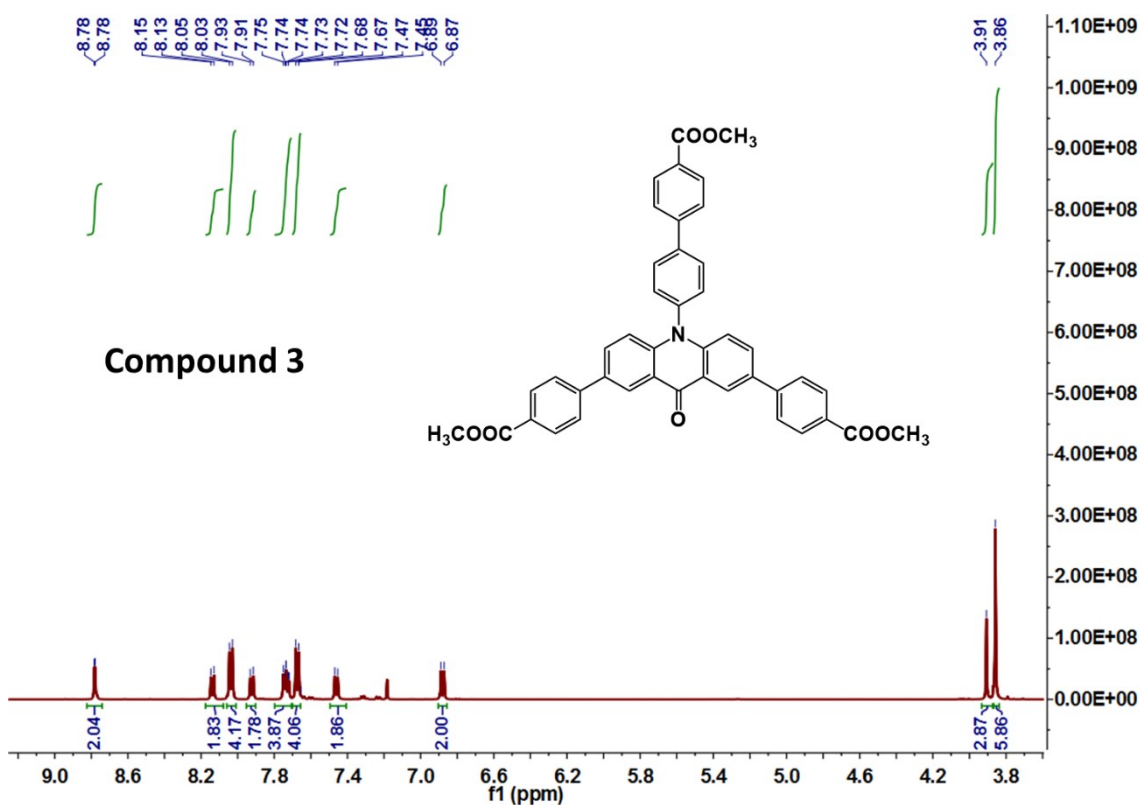 8.78
8.78
8.15
8.13
8.05
8.03
7.93
7.91
7.75
7.74
7.74
7.73
7.72
7.68
7.67
7.47
7.45
6.89
6.87
3.91
3.86
1.10E+09
1.00E+09
9.00E+08
8.00E+08
7.00E+08
6.00E+08
5.00E+08
4.00E+08
3.00E+08
2.00E+08
1.00E+08
0.00E+00
COOCH₃
N
Compound 3
O
H₃COOC
COOCH₃
2.04
1.83
4.17
1.78
3.87
4.06
1.86
2.00
2.87
5.86
9.0 8.6 8.2 7.8 7.4 7.0 6.6 6.2 5.8 5.4 5.0 4.6 4.2 3.8
f1 (ppm)